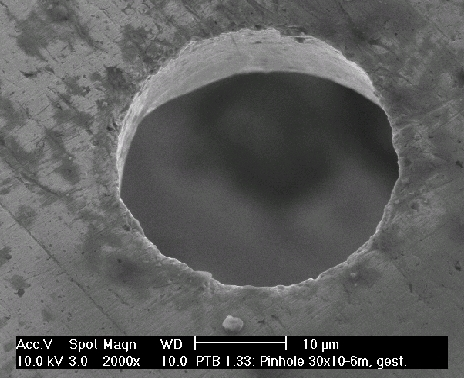 Acc.V Spot Magn WD 10 µm
10.0 kV 3.0 2000x 10.0 PTB 1.33: Pinhole 30x10-6m, gest.